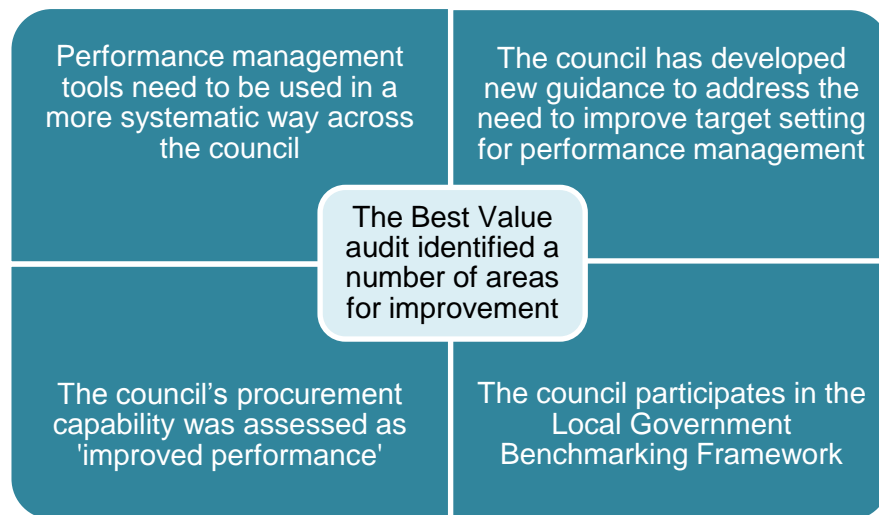 Performance management
tools need to be used in a
more systematic way across
the council
The council has developed
new guidance to address the
need to improve target setting
for performance management
The Best Value
audit identified a
number of areas
for improvement
The council’s procurement
capability was assessed as
'improved performance'
The council participates in the
Local Government
Benchmarking Framework